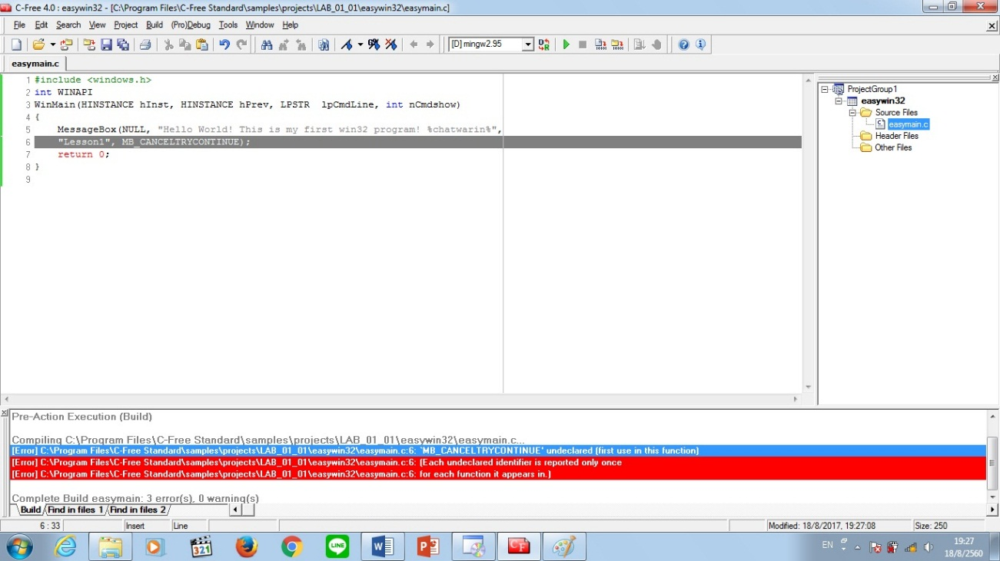 C-Free 4.0 : easywin32 - [C:\Program Files\C-Free Standard\samples\projects\LAB_01_01\easywin32\easymain.c]
File Edit Search View Project Build (Pro)Debug Tools Window Help
[D] mingw2.95
easymain.c
1 #include <windows.h>
2 int WINAPI
3 WinMain(HINSTANCE hInst, HINSTANCE hPrev, LPSTR  lpCmdLine, int nCmdshow)
4 {
5     MessageBox(NULL, "Hello World! This is my first win32 program! %chatwarin%",
6     "Lesson1", MB_CANCELTRYCONTINUE);
7     return 0;
8 }
9
ProjectGroup1
easywin32
Source Files
easymain.c
Header Files
Other Files
Pre-Action Execution (Build)
Compiling C:\Program Files\C-Free Standard\samples\projects\LAB_01_01\easywin32\easymain.c...
[Error] C:\Program Files\C-Free Standard\samples\projects\LAB_01_01\easywin32\easymain.c:6: `MB_CANCELTRYCONTINUE' undeclared (first use in this function)
[Error] C:\Program Files\C-Free Standard\samples\projects\LAB_01_01\easywin32\easymain.c:6: (Each undeclared identifier is reported only once
[Error] C:\Program Files\C-Free Standard\samples\projects\LAB_01_01\easywin32\easymain.c:6: for each function it appears in.)
Complete Build easymain: 3 error(s), 0 warning(s)
Build Find in files 1 Find in files 2
6 : 33 Insert Line Modified: 18/8/2017, 19:27:08 Size: 250
321 LINE EN 19:27
18/8/2560